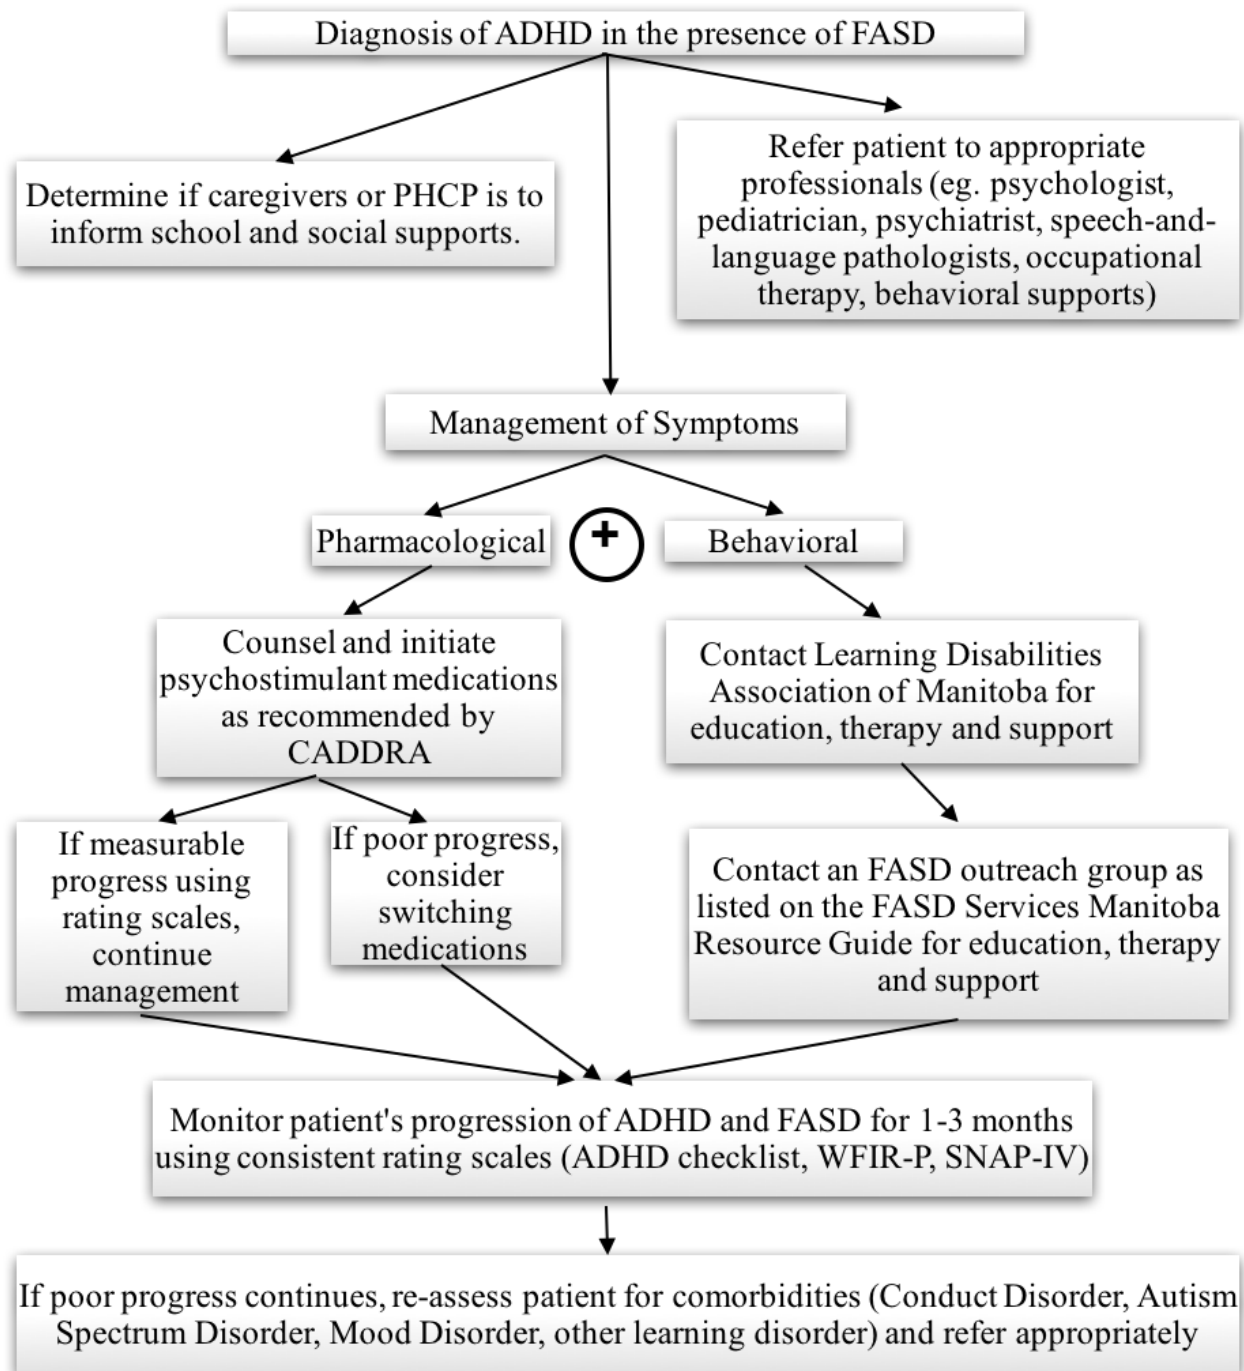 Diagnosis of ADHD in the presence of FASD
Determine if caregivers or PHCP is to
inform school and social supports.
Refer patient to appropriate
professionals (eg. psychologist,
pediatrician, psychiatrist, speech-and-
language pathologists, occupational
therapy, behavioral supports)
Management of Symptoms
Pharmacological
+
Behavioral
Counsel and initiate
psychostimulant medications
as recommended by
CADDRA
Contact Learning Disabilities
Association of Manitoba for
education, therapy and support
If measurable
progress using
rating scales,
continue
management
If poor progress,
consider
switching
medications
Contact an FASD outreach group as
listed on the FASD Services Manitoba
Resource Guide for education, therapy
and support
Monitor patient's progression of ADHD and FASD for 1-3 months
using consistent rating scales (ADHD checklist, WFIR-P, SNAP-IV)
If poor progress continues, re-assess patient for comorbidities (Conduct Disorder, Autism
Spectrum Disorder, Mood Disorder, other learning disorder) and refer appropriately